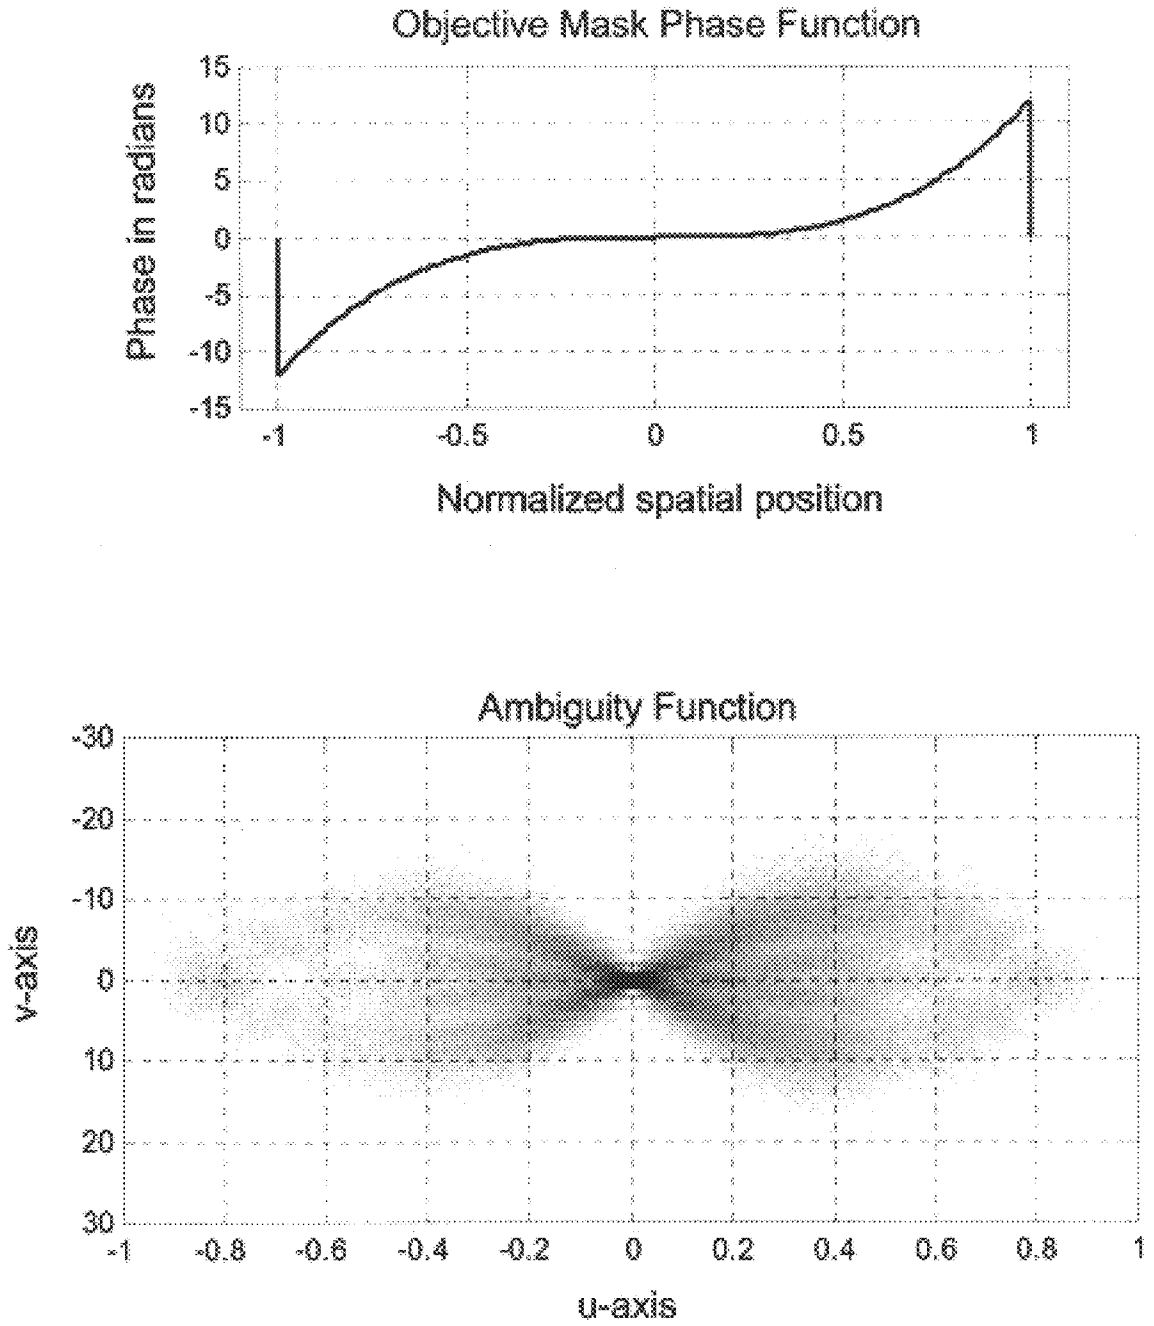 Objective Mask Phase Function
Phase in radians
15
10
5
0
-5
-10
-15
-1 -0.5 0 0.5 1
Normalized spatial position
Ambiguity Function
v-axis
-30
-20
-10
0
10
20
30
-1 -0.8 -0.6 -0.4 -0.2 0 0.2 0.4 0.6 0.8 1
u-axis